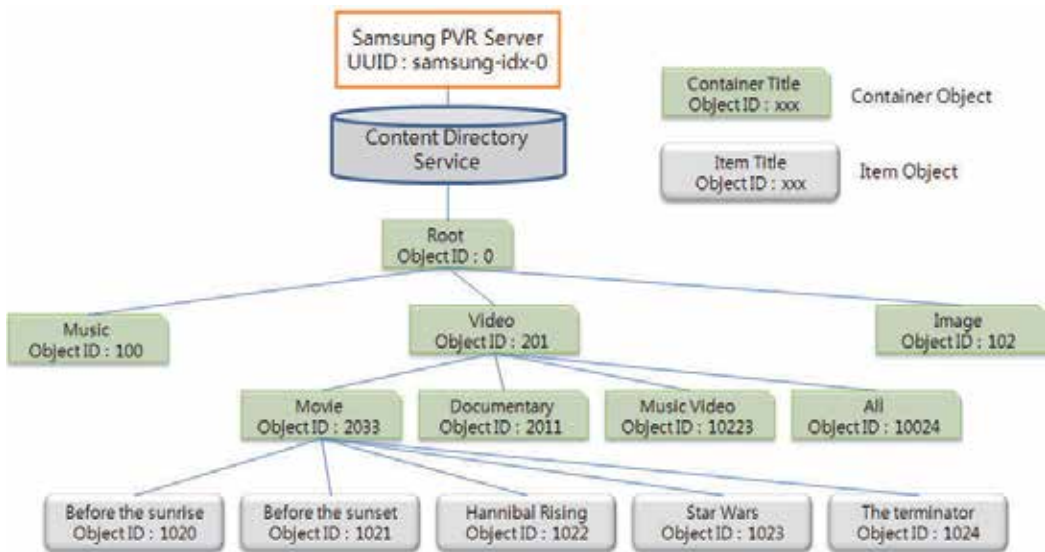 Samsung PVR Server
UUID : samsung-idx-0
Container Title
Object ID : xxx
Container Object
Content Directory
Service
Item Title
Object ID : xxx
Item Object
Root
Object ID : 0
Music
Object ID : 100
Video
Object ID : 201
Image
Object ID : 102
Movie
Object ID : 2033
Documentary
Object ID : 2011
Music Video
Object ID : 10223
All
Object ID : 10024
Before the sunrise
Object ID : 1020
Before the sunset
Object ID : 1021
Hannibal Rising
Object ID : 1022
Star Wars
Object ID : 1023
The terminator
Object ID : 1024